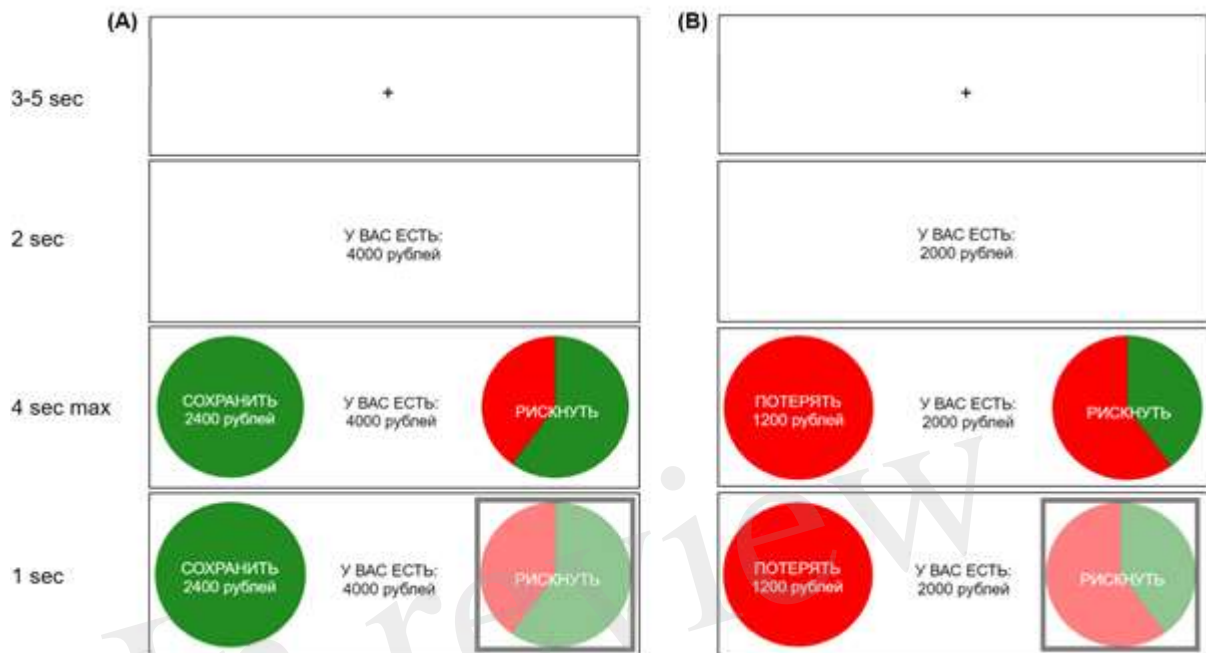 (A)
(B)
3-5 sec
+
+
2 sec
У ВАС ЕСТЬ:
4000 рублей
У ВАС ЕСТЬ:
2000 рублей
4 sec max
СОХРАНИТЬ
2400 рублей
У ВАС ЕСТЬ:
4000 рублей
РИСКНУТЬ
ПОТЕРЯТЬ
1200 рублей
У ВАС ЕСТЬ:
2000 рублей
РИСКНУТЬ
1 sec
СОХРАНИТЬ
2400 рублей
У ВАС ЕСТЬ:
4000 рублей
РИСКНУТЬ
ПОТЕРЯТЬ
1200 рублей
У ВАС ЕСТЬ:
2000 рублей
РИСКНУТЬ
review